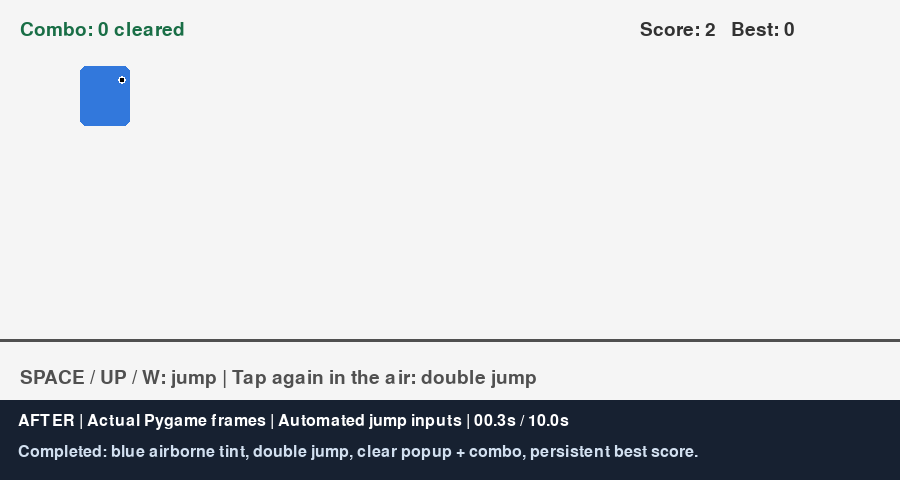 Combo: 0 cleared
Score: 2 Best: 0
SPACE / UP / W: jump | Tap again in the air: double jump
AFTER | Actual Pygame frames | Automated jump inputs | 00.3s / 10.0s
Completed: blue airborne tint, double jump, clear popup + combo, persistent best score.